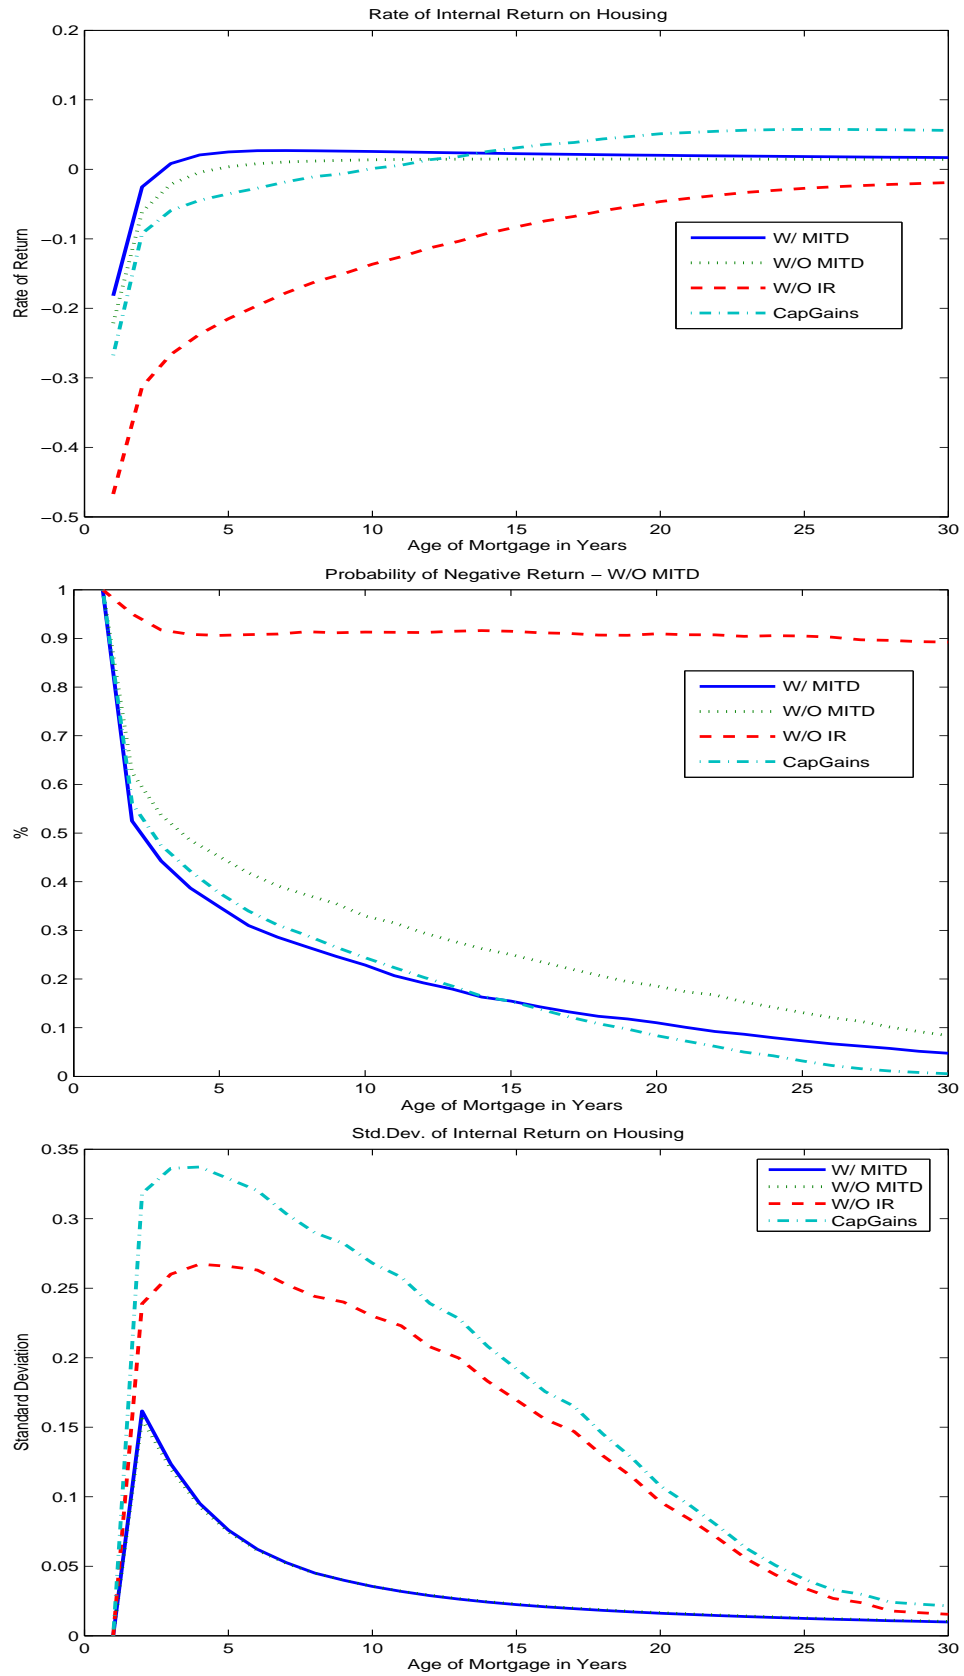 Rate of Internal Return on Housing
0.2
0.1
0
−0.1
−0.2
−0.3
−0.4
−0.5
Rate of Return
W/ MITD
W/O MITD
W/O IR
CapGains
0 5 10 15 20 25 30
Age of Mortgage in Years
Probability of Negative Return − W/O MITD
1
0.9
0.8
0.7
0.6
0.5
0.4
0.3
0.2
0.1
0
%
W/ MITD
W/O MITD
W/O IR
CapGains
0 5 10 15 20 25 30
Age of Mortgage in Years
Std.Dev. of Internal Return on Housing
0.35
0.3
0.25
0.2
0.15
0.1
0.05
0
Standard Deviation
W/ MITD
W/O MITD
W/O IR
CapGains
0 5 10 15 20 25 30
Age of Mortgage in Years